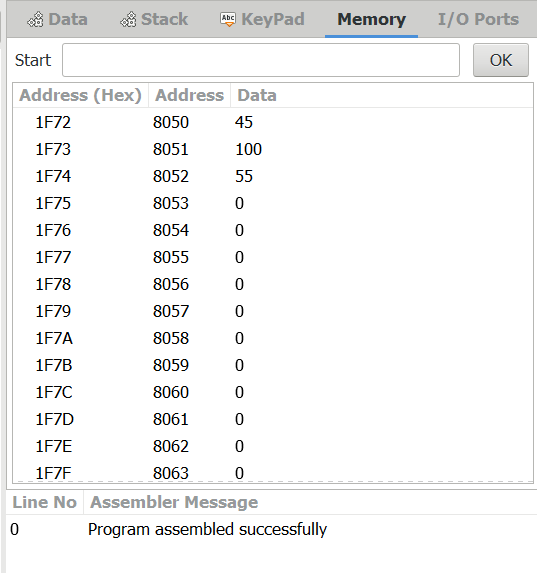 Data Stack Abc KeyPad Memory I/O Ports
Start OK
Address (Hex) Address Data
1F72 8050 45
1F73 8051 100
1F74 8052 55
1F75 8053 0
1F76 8054 0
1F77 8055 0
1F78 8056 0
1F79 8057 0
1F7A 8058 0
1F7B 8059 0
1F7C 8060 0
1F7D 8061 0
1F7E 8062 0
1F7F 8063 0
Line No Assembler Message
0 Program assembled successfully